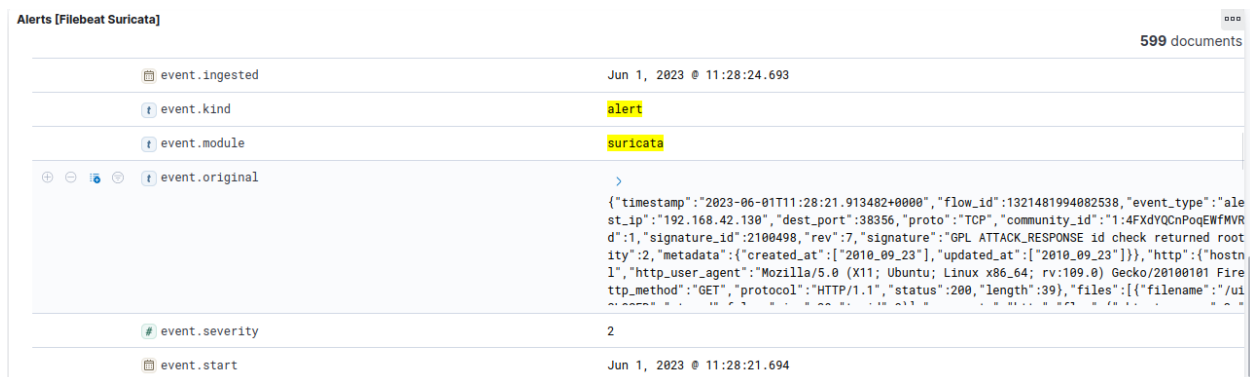 Alerts [Filebeat Suricata]
599 documents
event.ingested Jun 1, 2023 @ 11:28:24.693
t event.kind alert
t event.module suricata
t event.original
{"timestamp":"2023-06-01T11:28:21.913482+0000","flow_id":1321481994082538,"event_type":"ale
st_ip":"192.168.42.130","dest_port":38356,"proto":"TCP","community_id":"1:4FXdYQCnPoqEWfMVR
d":1,"signature_id":2100498,"rev":7,"signature":"GPL ATTACK_RESPONSE id check returned root
ity":2,"metadata":{"created_at":["2010_09_23"],"updated_at":["2010_09_23"]}},"http":{"hostn
l","http_user_agent":"Mozilla/5.0 (X11; Ubuntu; Linux x86_64; rv:109.0) Gecko/20100101 Fire
ttp_method":"GET","protocol":"HTTP/1.1","status":200,"length":39},"files":[{"filename":"/ui
# event.severity 2
event.start Jun 1, 2023 @ 11:28:21.694